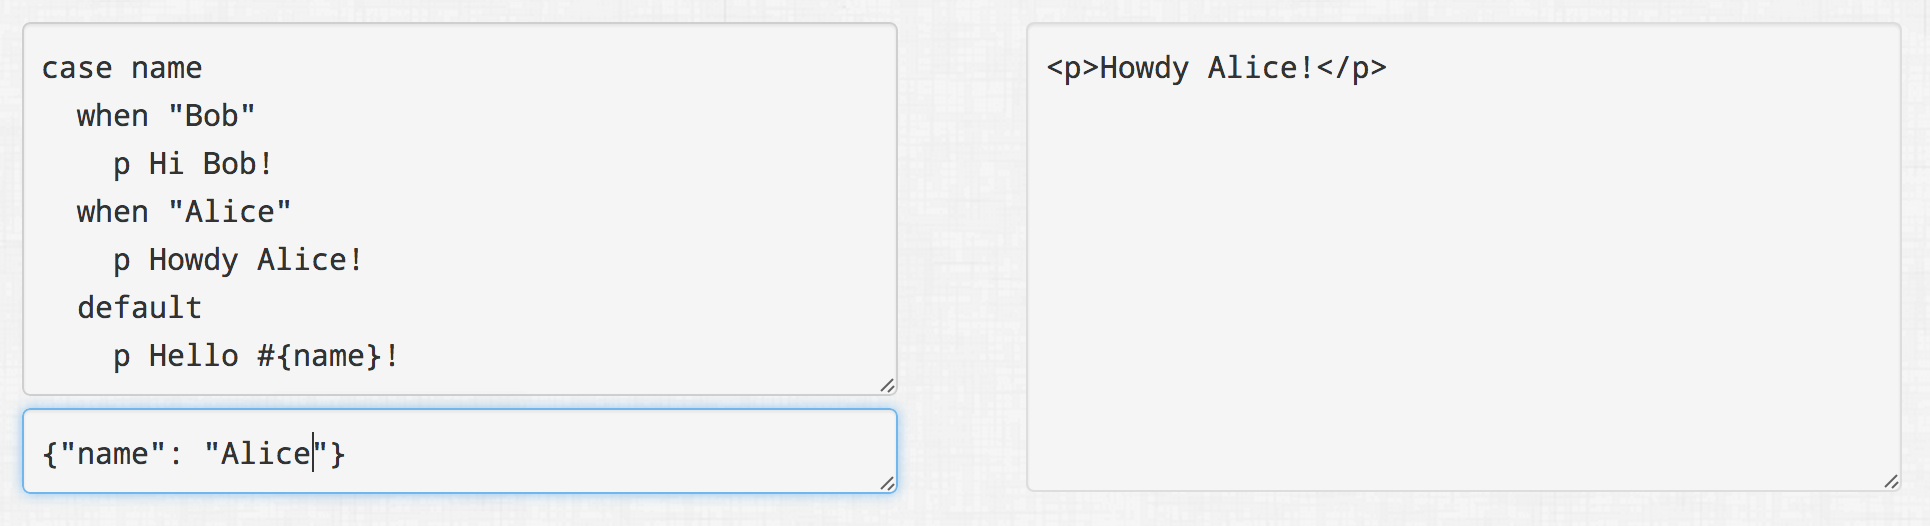 case name
  when "Bob"
    p Hi Bob!
  when "Alice"
    p Howdy Alice!
  default
    p Hello #{name}!
{"name": "Alice"}
<p>Howdy Alice!</p>